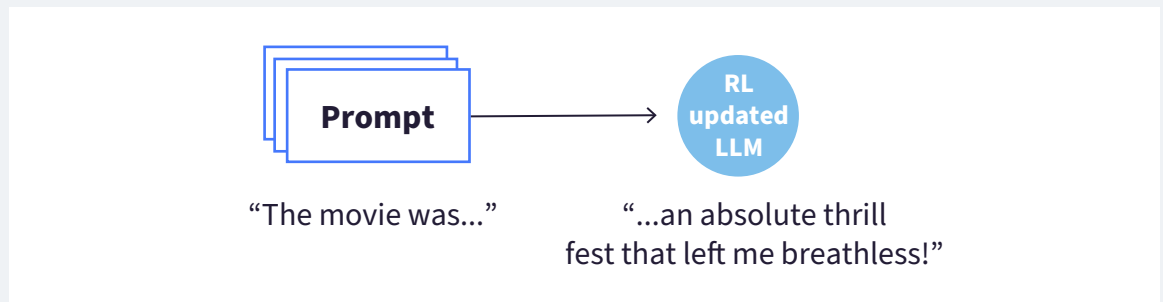 Prompt
RL
updated
LLM
“The movie was...”
“...an absolute thrill
fest that left me breathless!”